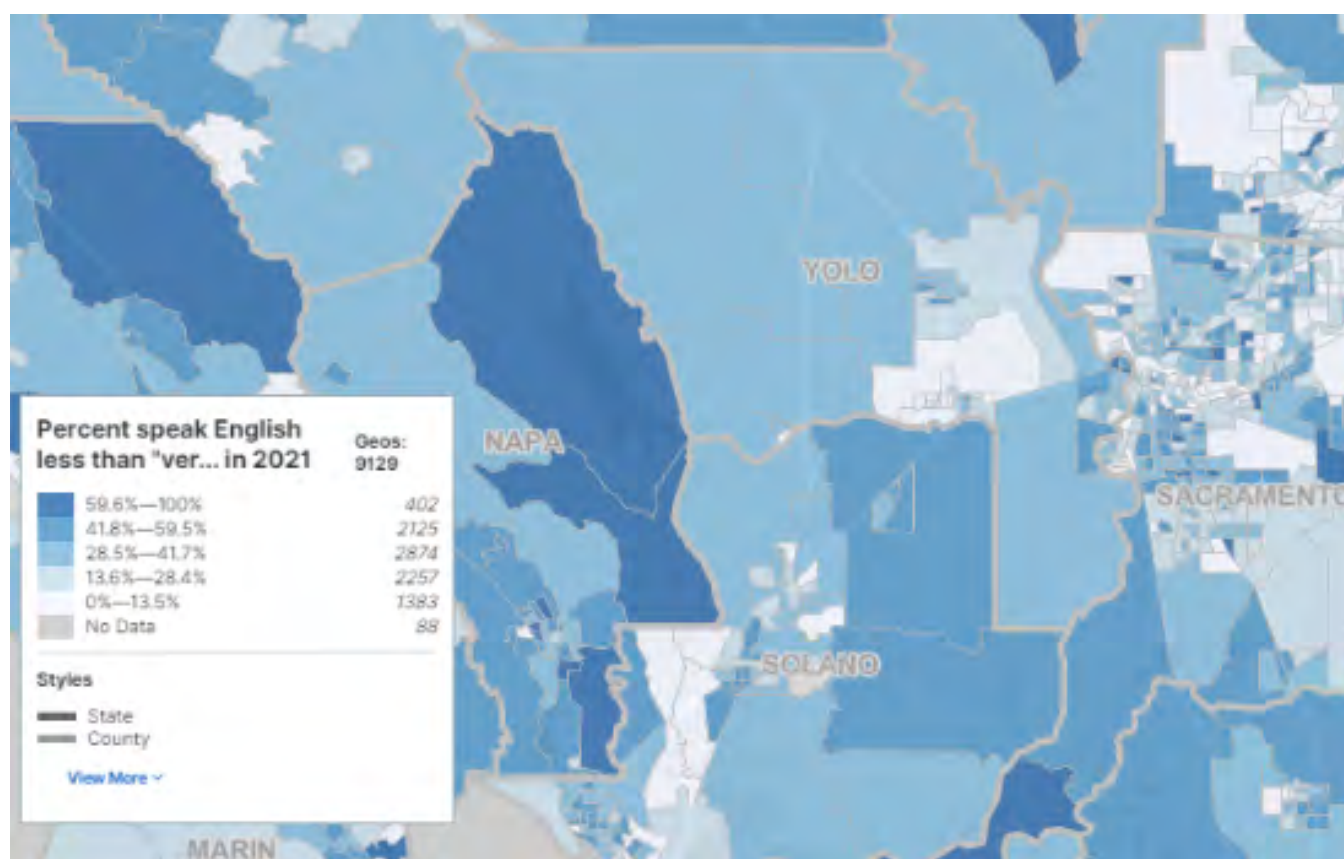 YOLO
NAPA
SACRAMENT
SOLANO
MARIN
Percent speak English
less than "ver... in 2021
Geos:
9129
59.6%—100% 402
41.8%—59.5% 2125
28.5%—41.7% 2874
13.6%—28.4% 2257
0%—13.5% 1383
No Data 88
Styles
State
County
View More